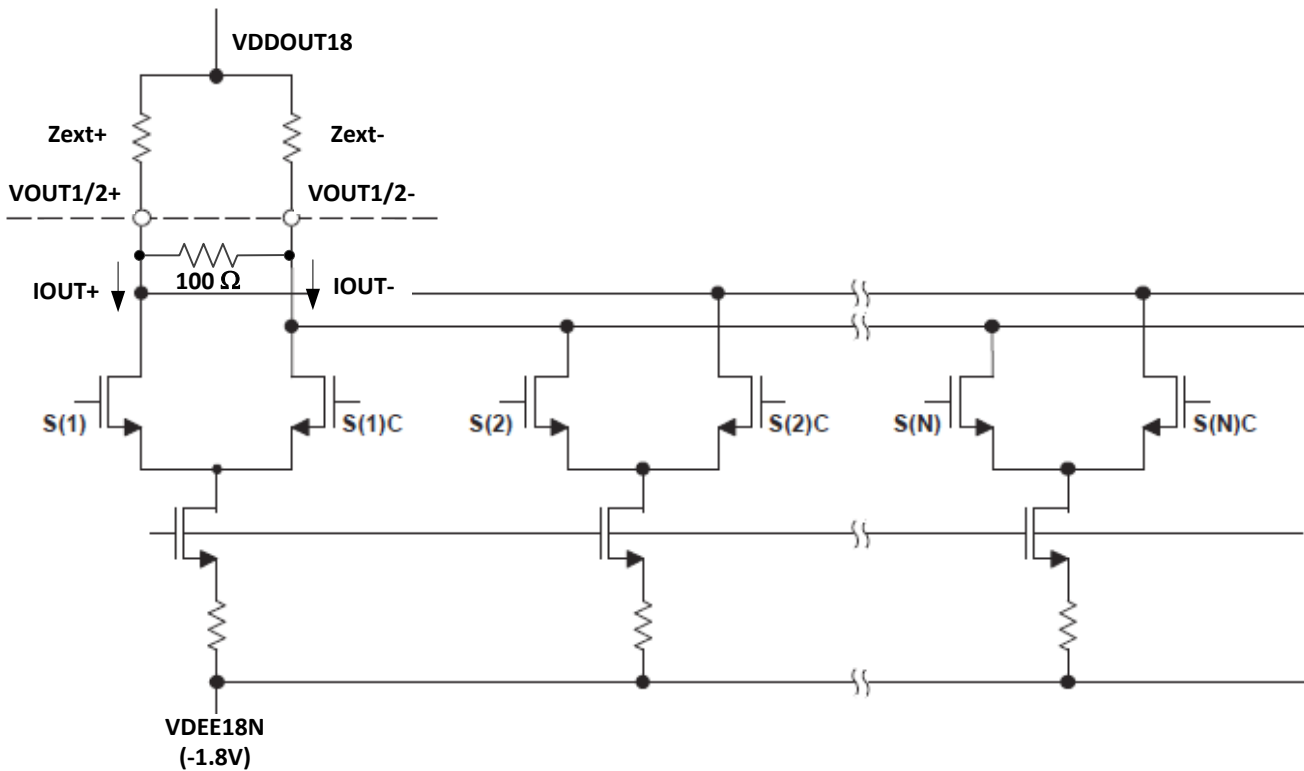 VDDOUT18
Zext+
Zext-
VOUT1/2+
VOUT1/2-
100 Ω
IOUT+
IOUT-
S(1)
S(1)C
S(2)
S(2)C
S(N)
S(N)C
VDEE18N
(-1.8V)